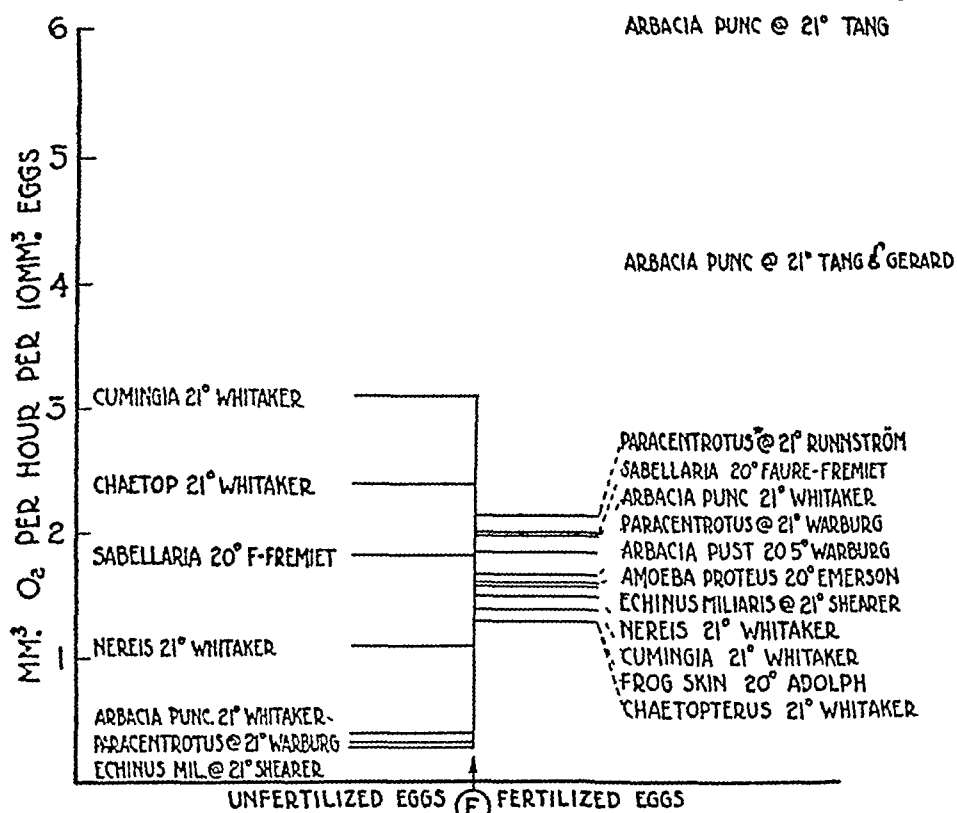 6
5
4
3
2
1
MM.³ O₂ PER HOUR PER 10MM.³ EGGS
ARBACIA PUNC @ 21° TANG
ARBACIA PUNC @ 21° TANG & GERARD
CUMINGIA 21° WHITAKER
CHAETOP 21° WHITAKER
SABELLARIA 20° F-FREMIET
NEREIS 21° WHITAKER
ARBACIA PUNC. 21° WHITAKER-
PARACENTROTUS @ 21° WARBURG
ECHINUS MIL. @ 21° SHEARER
PARACENTROTUS* @ 21° RUNNSTRÖM
SABELLARIA 20° FAURE-FREMIET
ARBACIA PUNC 21° WHITAKER
PARACENTROTUS @ 21° WARBURG
ARBACIA PUST 20 5° WARBURG
AMOEBA PROTEUS 20° EMERSON
ECHINUS MILIARIS @ 21° SHEARER
NEREIS 21° WHITAKER
CUMINGIA 21° WHITAKER
FROG SKIN 20° ADOLPH
CHAETOPTERUS 21° WHITAKER
UNFERTILIZED EGGS F FERTILIZED EGGS